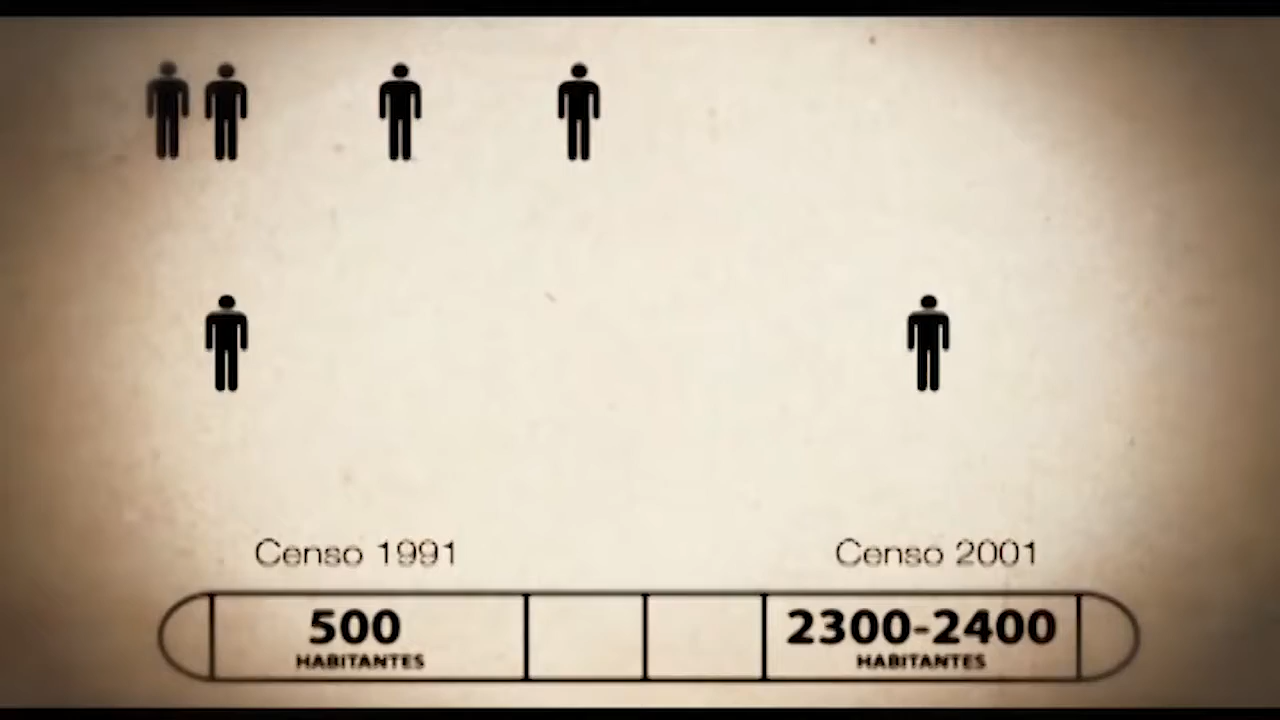 Censo 1991
Censo 2001
500
HABITANTES
2300-2400
HABITANTES